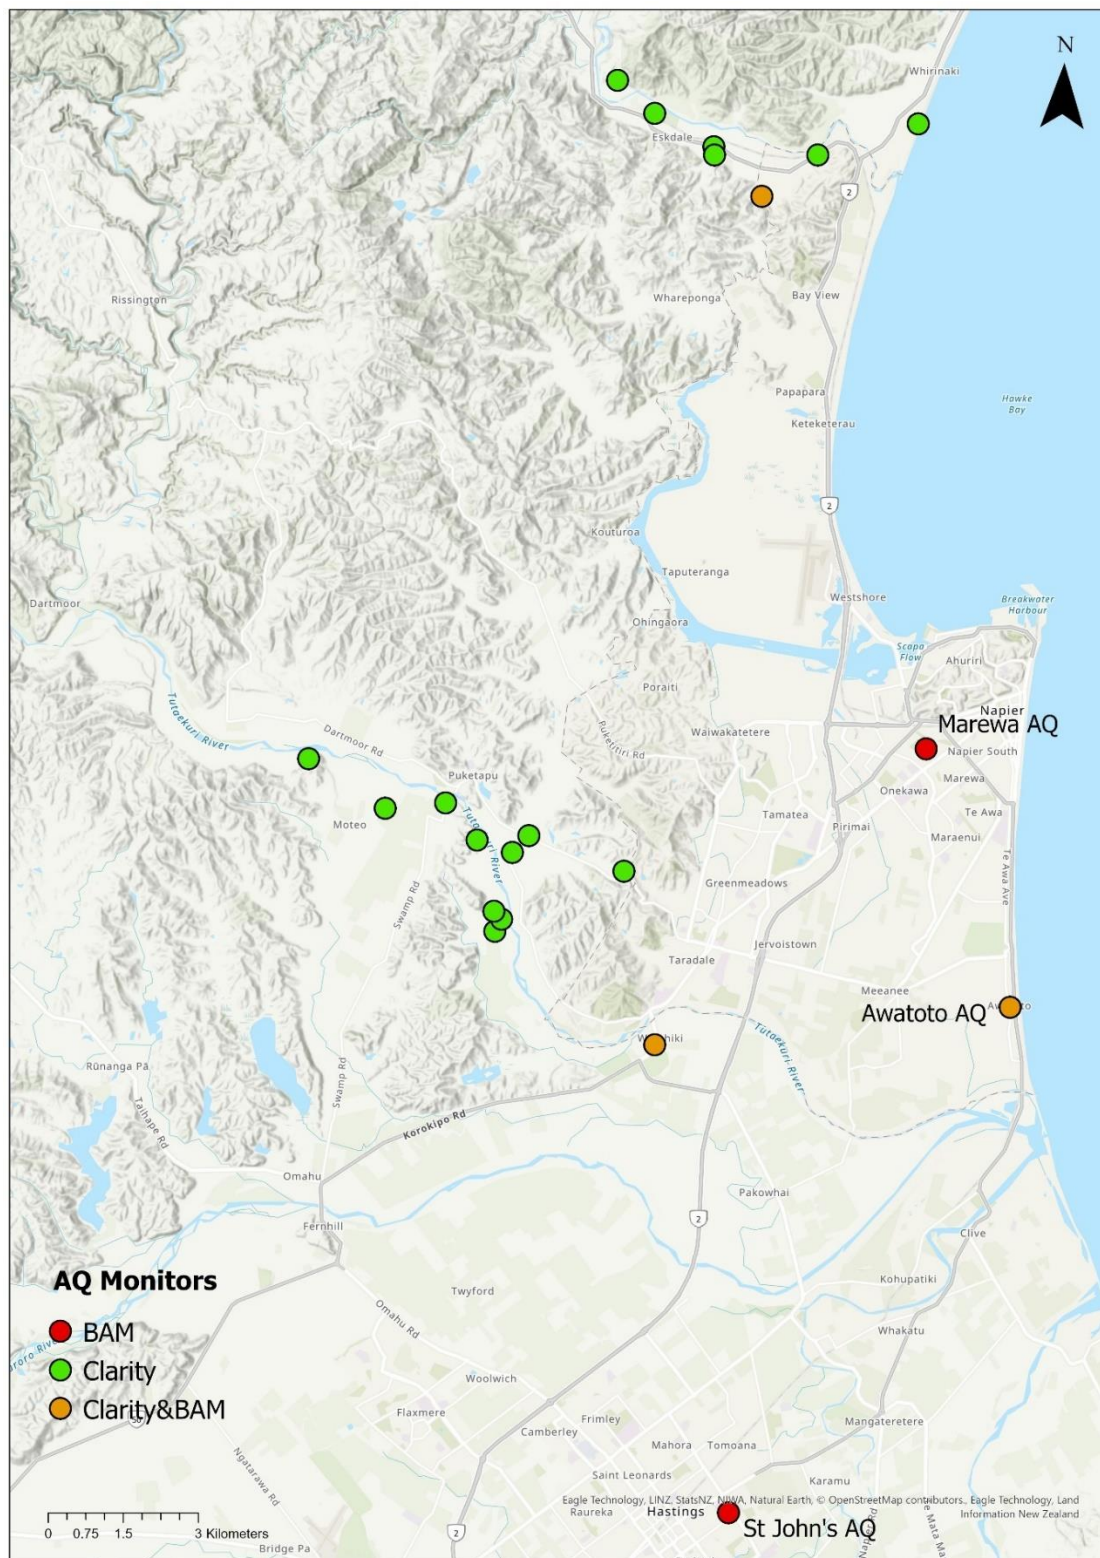 N
Whirinaki
Eskdale
2
Rissington
Whareponga
Bay View
Papapara
Hawke
Bay
Keteketerau
2
Kouturoa
Taputeranga
Westshore
Breakwater
Harbour
Dartmoor
Ohingaora
Scapa
Flow
Ahuriri
Poraiti
Tutaekuri River
Napier
Marewa AQ
Dartmoor Rd
Puketitiri Rd
Waiwakatetere
Napier South
Puketapu
Onekawa
Marewa
Moteo
Tutaekuri River
Tamatea
Te Awa
Pirimai
Maraenui
Te Awa Ave
Greenmeadows
Swamp Rd
Jervoistown
Taradale
Meeanee
Awatoto AQ
Tutaekuri River
Rūnanga Pā
Swamp Rd
Taihape Rd
Korokipo Rd
Omahu
Pakowhai
Fernhill
2
Clive
AQ Monitors
Kohupatiki
Twyford
BAM
Omahu Rd
Whakatu
Clarity
Woolwich
Clarity&BAM
50
Flaxmere
Frimley
Mangateretere
Camberley
Mahora
Tomoana
Ngatarawa Rd
Saint Leonards
Karamu
Eagle Technology, LINZ, StatsNZ, NIWA, Natural Earth, © OpenStreetMap contributors., Eagle Technology, Land
Information New Zealand
Raureka
Hastings
St John's AQ
0 0.75 1.5 3 Kilometers
2
Bridge Pa